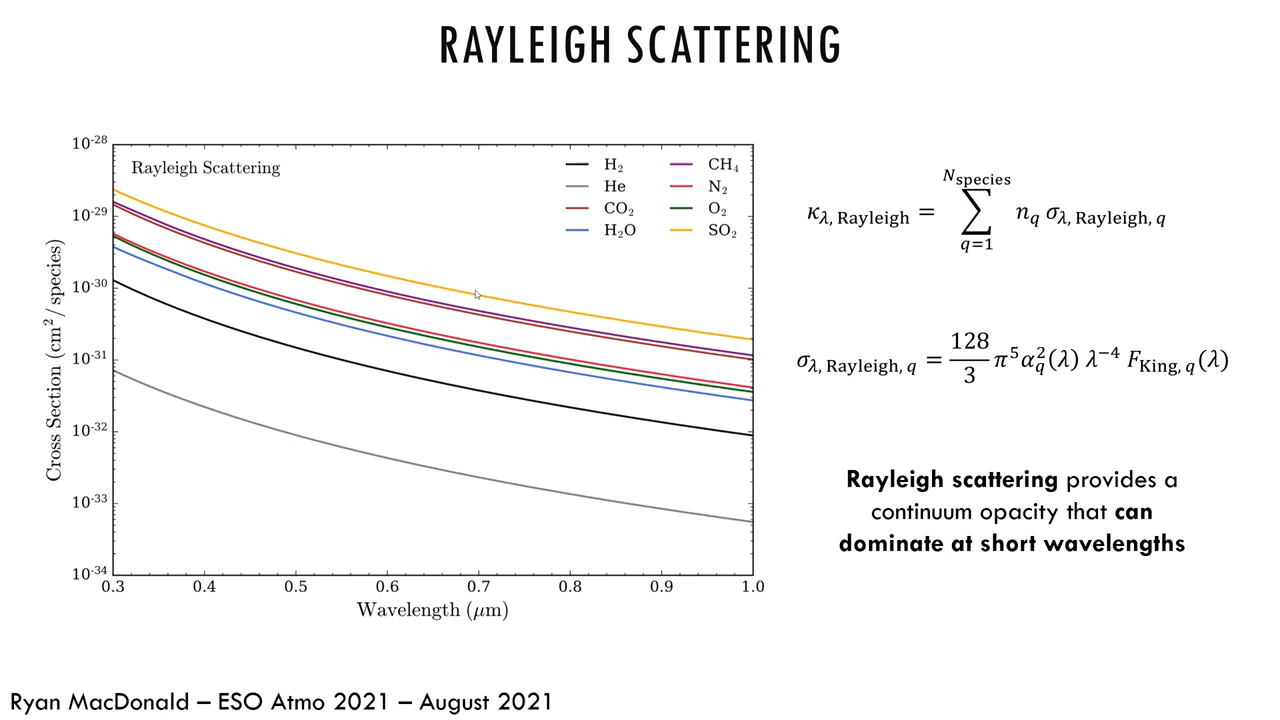 RAYLEIGH SCATTERING
10⁻²⁸
10⁻²⁹
10⁻³⁰
10⁻³¹
10⁻³²
10⁻³³
10⁻³⁴
Cross Section (cm²/species)
Rayleigh Scattering
H₂
He
CO₂
H₂O
CH₄
N₂
O₂
SO₂
0.3 0.4 0.5 0.6 0.7 0.8 0.9 1.0
Wavelength (μm)
κ_λ, Rayleigh = ∑_{q=1}^{N_species} n_q σ_λ, Rayleigh, q
σ_λ, Rayleigh, q = 128/3 π⁵ α_q²(λ) λ⁻⁴ F_King, q(λ)
Rayleigh scattering provides a
continuum opacity that can
dominate at short wavelengths
Ryan MacDonald – ESO Atmo 2021 – August 2021